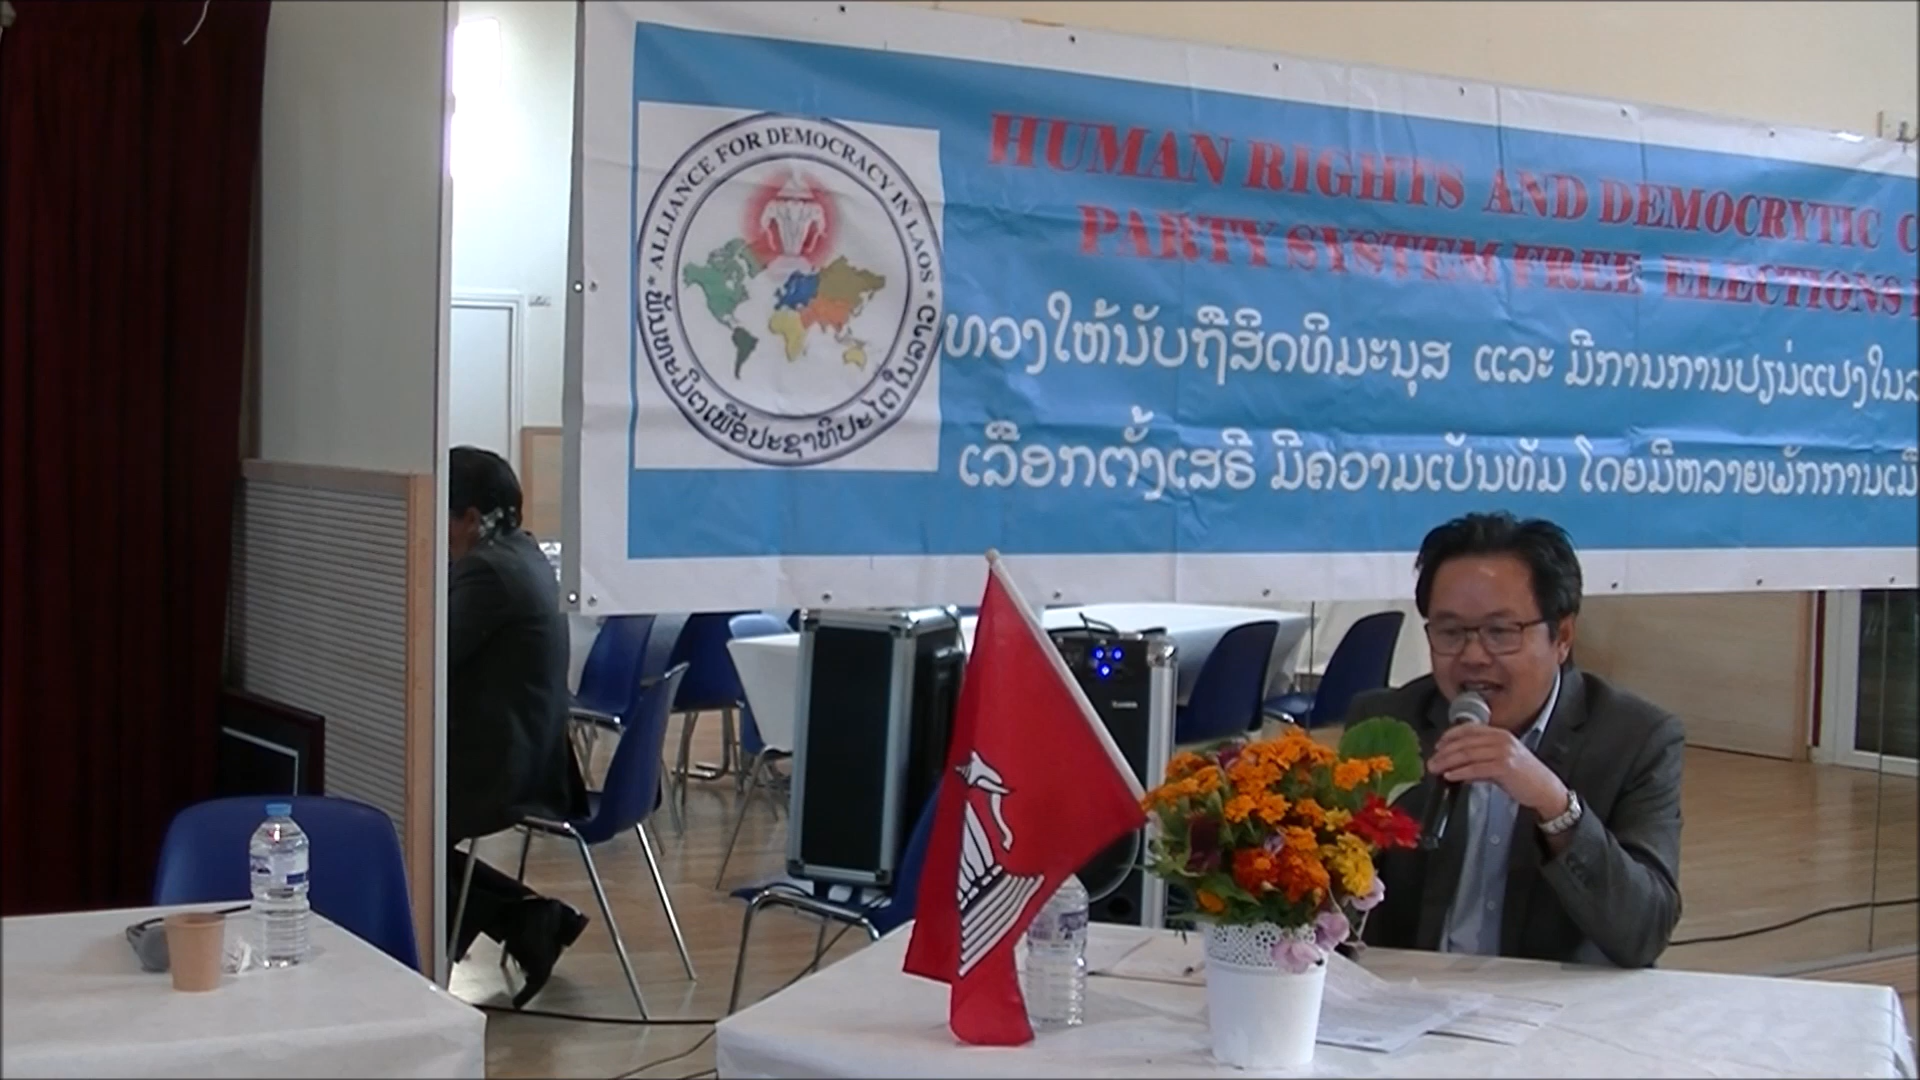 * ALLIANCE FOR DEMOCRACY IN LAOS *
ພັນທະມິຕເພື່ອປະຊາທິປະໄຕໃນລາວ
HUMAN RIGHTS AND DEMOCRYTIC C
PARTY SYSTEM FREE ELECTIONS
ທວງໃຫ້ນັບຖືສິດທິມະນຸສ ແລະ ມີການການປຽນແປງໃນລ
ເລືອກຕັ້ງເສຣີ ມີຄວາມເປັນທັມ ໂດຍມີຫລາຍພັກການເມື